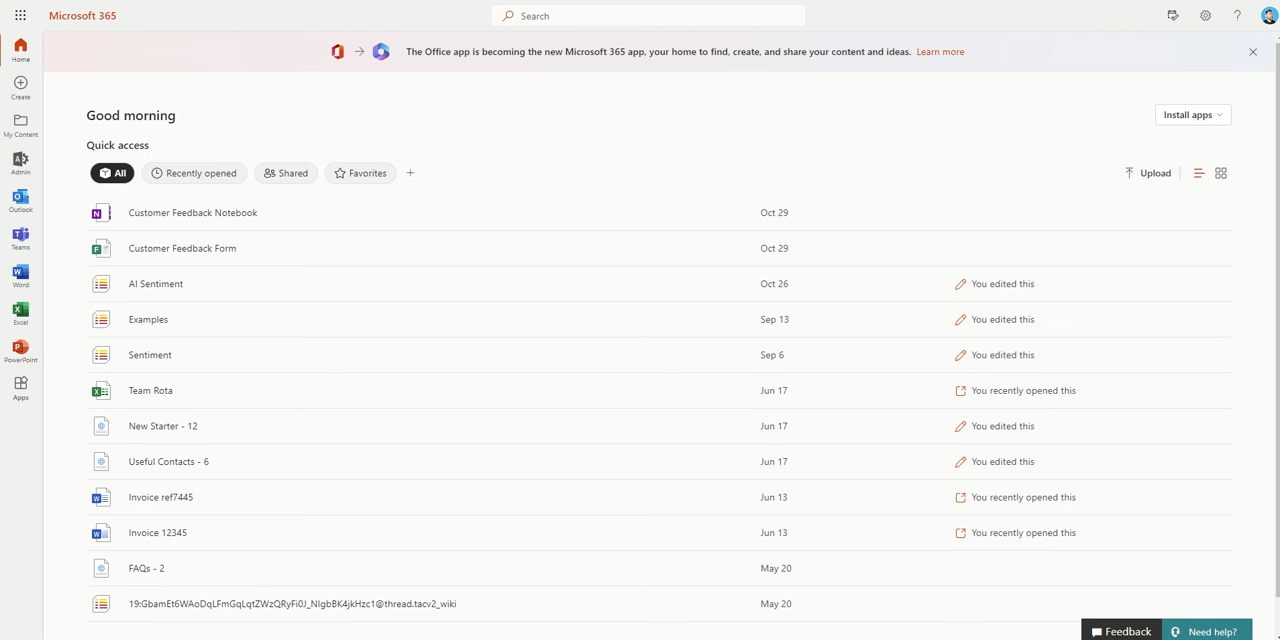 Microsoft 365
Search
The Office app is becoming the new Microsoft 365 app, your home to find, create, and share your content and ideas. Learn more
Home
Create
My Content
Admin
Outlook
Teams
Word
Excel
PowerPoint
Apps
Good morning
Install apps
Quick access
All
Recently opened
Shared
Favorites
Upload
Customer Feedback Notebook Oct 29
Customer Feedback Form Oct 29
AI Sentiment Oct 26 You edited this
Examples Sep 13 You edited this
Sentiment Sep 6 You edited this
Team Rota Jun 17 You recently opened this
New Starter - 12 Jun 17 You edited this
Useful Contacts - 6 Jun 17 You edited this
Invoice ref7445 Jun 13 You recently opened this
Invoice 12345 Jun 13 You recently opened this
FAQs - 2 May 20
19:GbamEt6WAoDqLFmGqLqtZWzQRyFi0J_NIgbBK4jkHzc1@thread.tacv2_wiki May 20
Feedback
Need help?